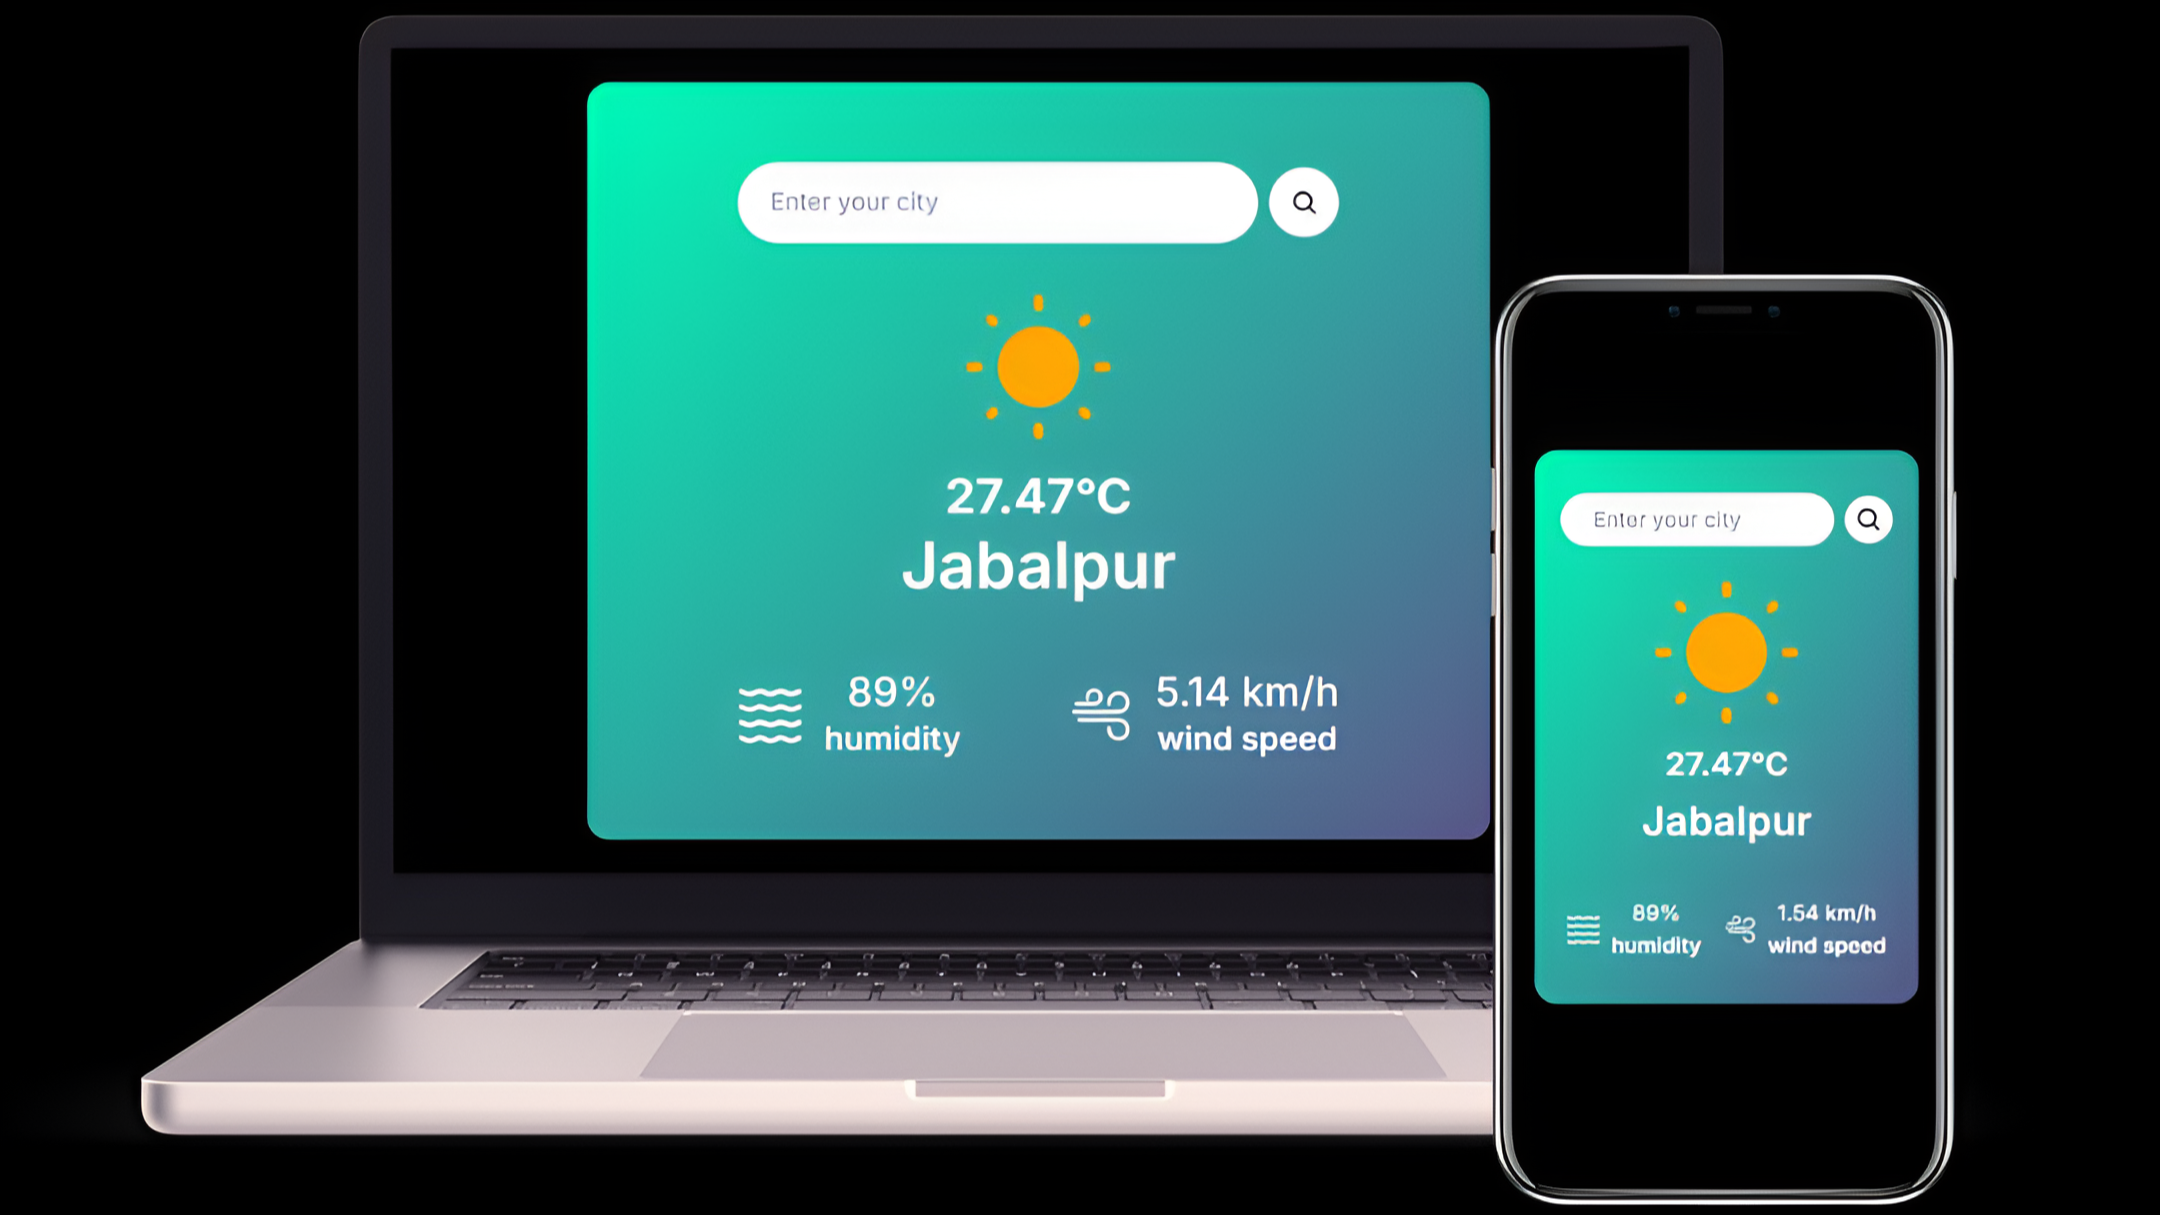 Enter your city
27.47°C
Jabalpur
89%
humidity
5.14 km/h
wind speed
Enter your city
27.47°C
Jabalpur
89%
humidity
1.54 km/h
wind speed